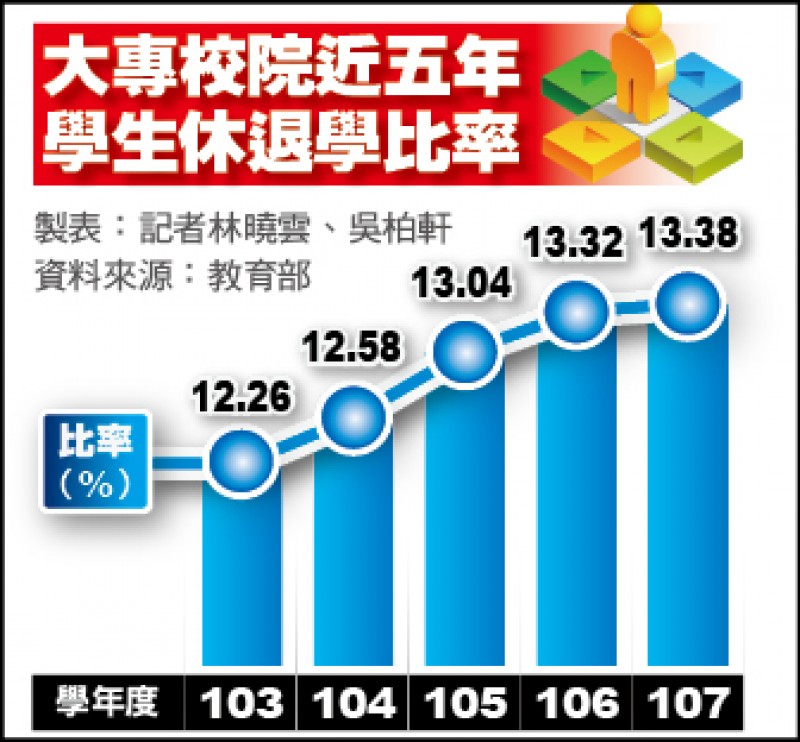 大專校院近五年
學生休退學比率
製表：記者林曉雲、吳柏軒
資料來源：教育部
12.26
12.58
13.04
13.32
13.38
比率
(%)
學年度 103 104 105 106 107